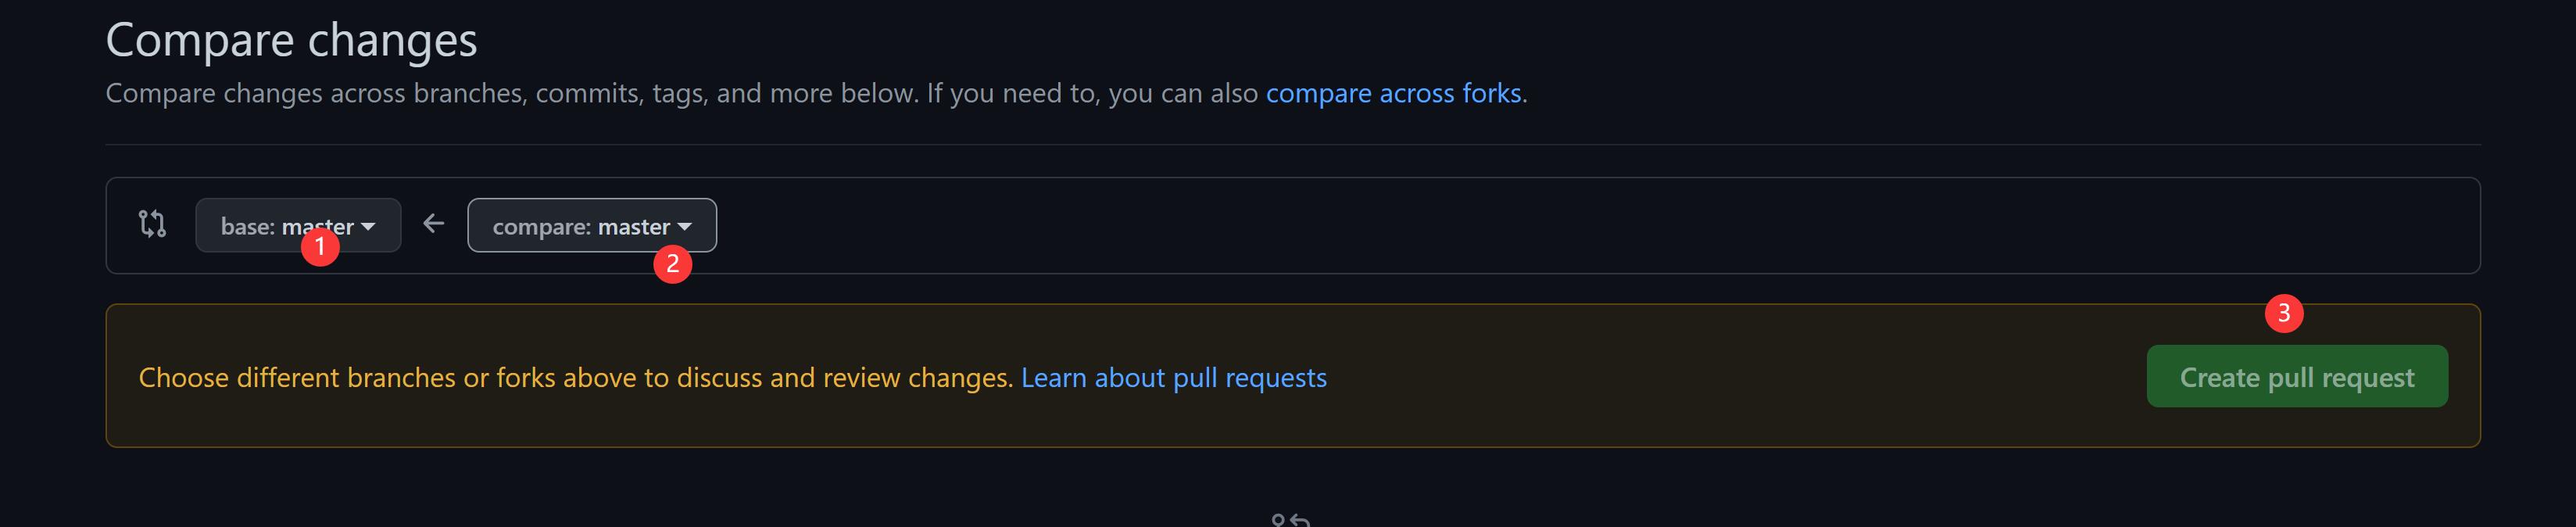 Compare changes
Compare changes across branches, commits, tags, and more below. If you need to, you can also compare across forks.
base: master compare: master
1
2
3
Choose different branches or forks above to discuss and review changes. Learn about pull requests
Create pull request